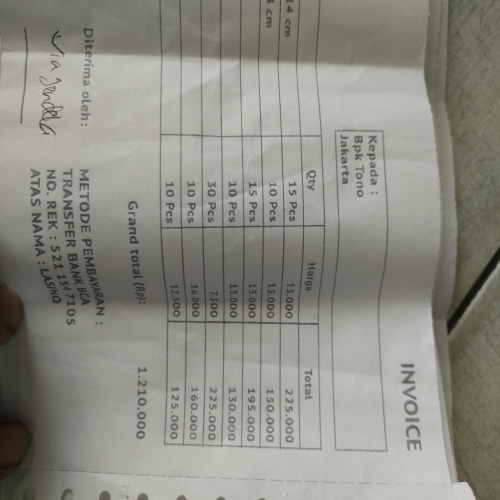 INVOICE
Kepada :
Bpk Tono
Jakarta
Qty Harga Total
14 cm 15 Pcs 15.000 225.000
4 cm 10 Pcs 15.000 150.000
15 Pcs 13.000 195.000
10 Pcs 13.000 130.000
30 Pcs 7.500 225.000
10 Pcs 16.000 160.000
10 Pcs 12.500 125.000
Grand total (Rp): 1.210.000
Diterima oleh:
METODE PEMBAYARAN :
TRANSFER BANK BCA
NO. REK : 521 154 7105
ATAS NAMA : LASINO
Via